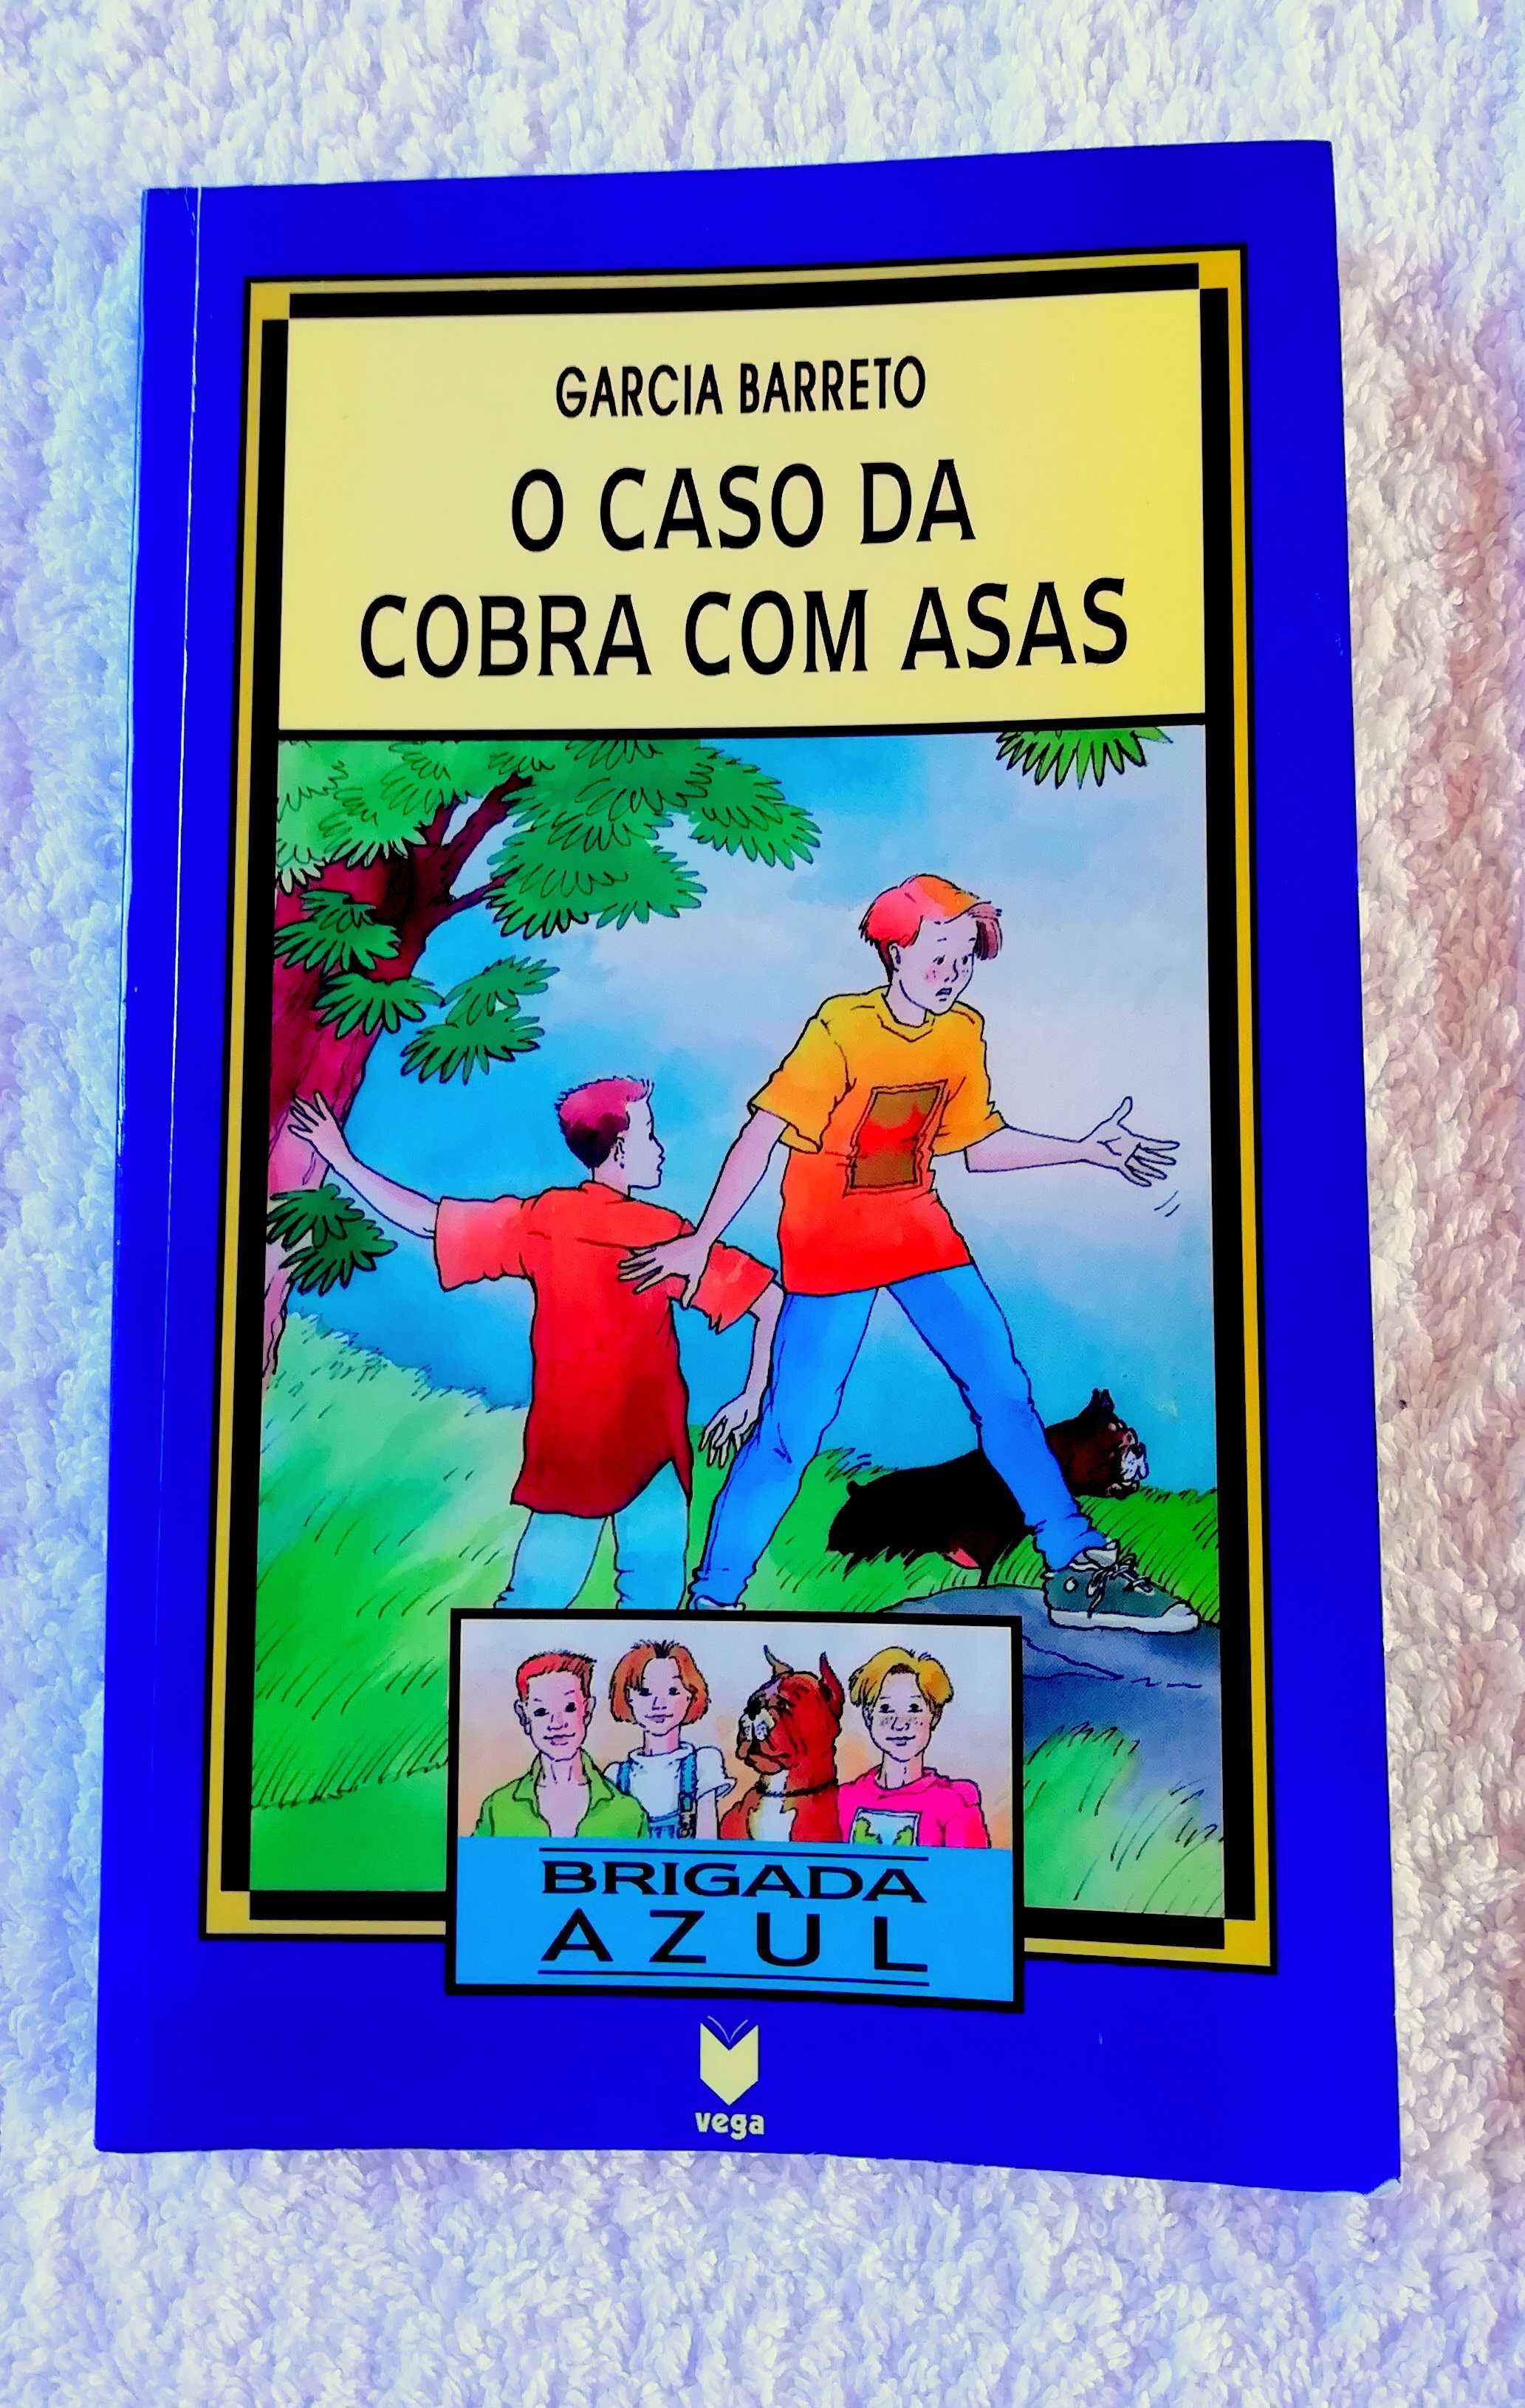 GARCIA BARRETO
O CASO DA
COBRA COM ASAS
BRIGADA
AZUL
vega